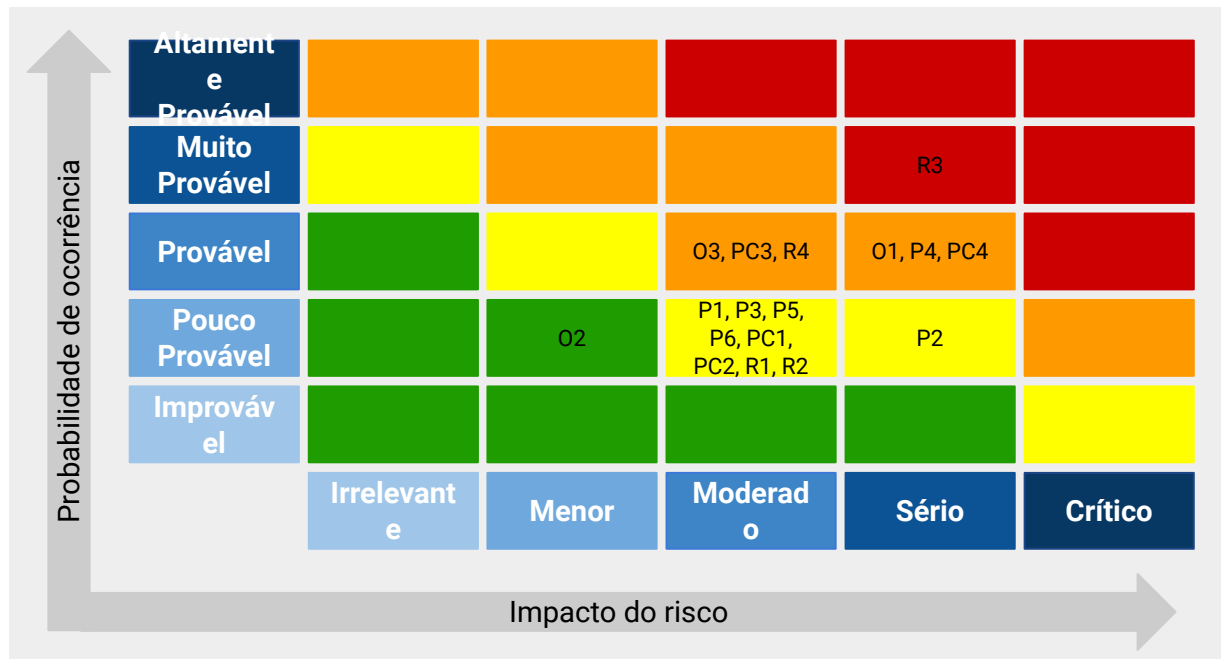 Probabilidade de ocorrência
Altament
e
Provável
Muito
Provável
R3
Provável
O3, PC3, R4
O1, P4, PC4
Pouco
Provável
O2
P1, P3, P5,
P6, PC1,
PC2, R1, R2
P2
Improváv
el
Irrelevant
e
Menor
Moderad
o
Sério
Crítico
Impacto do risco